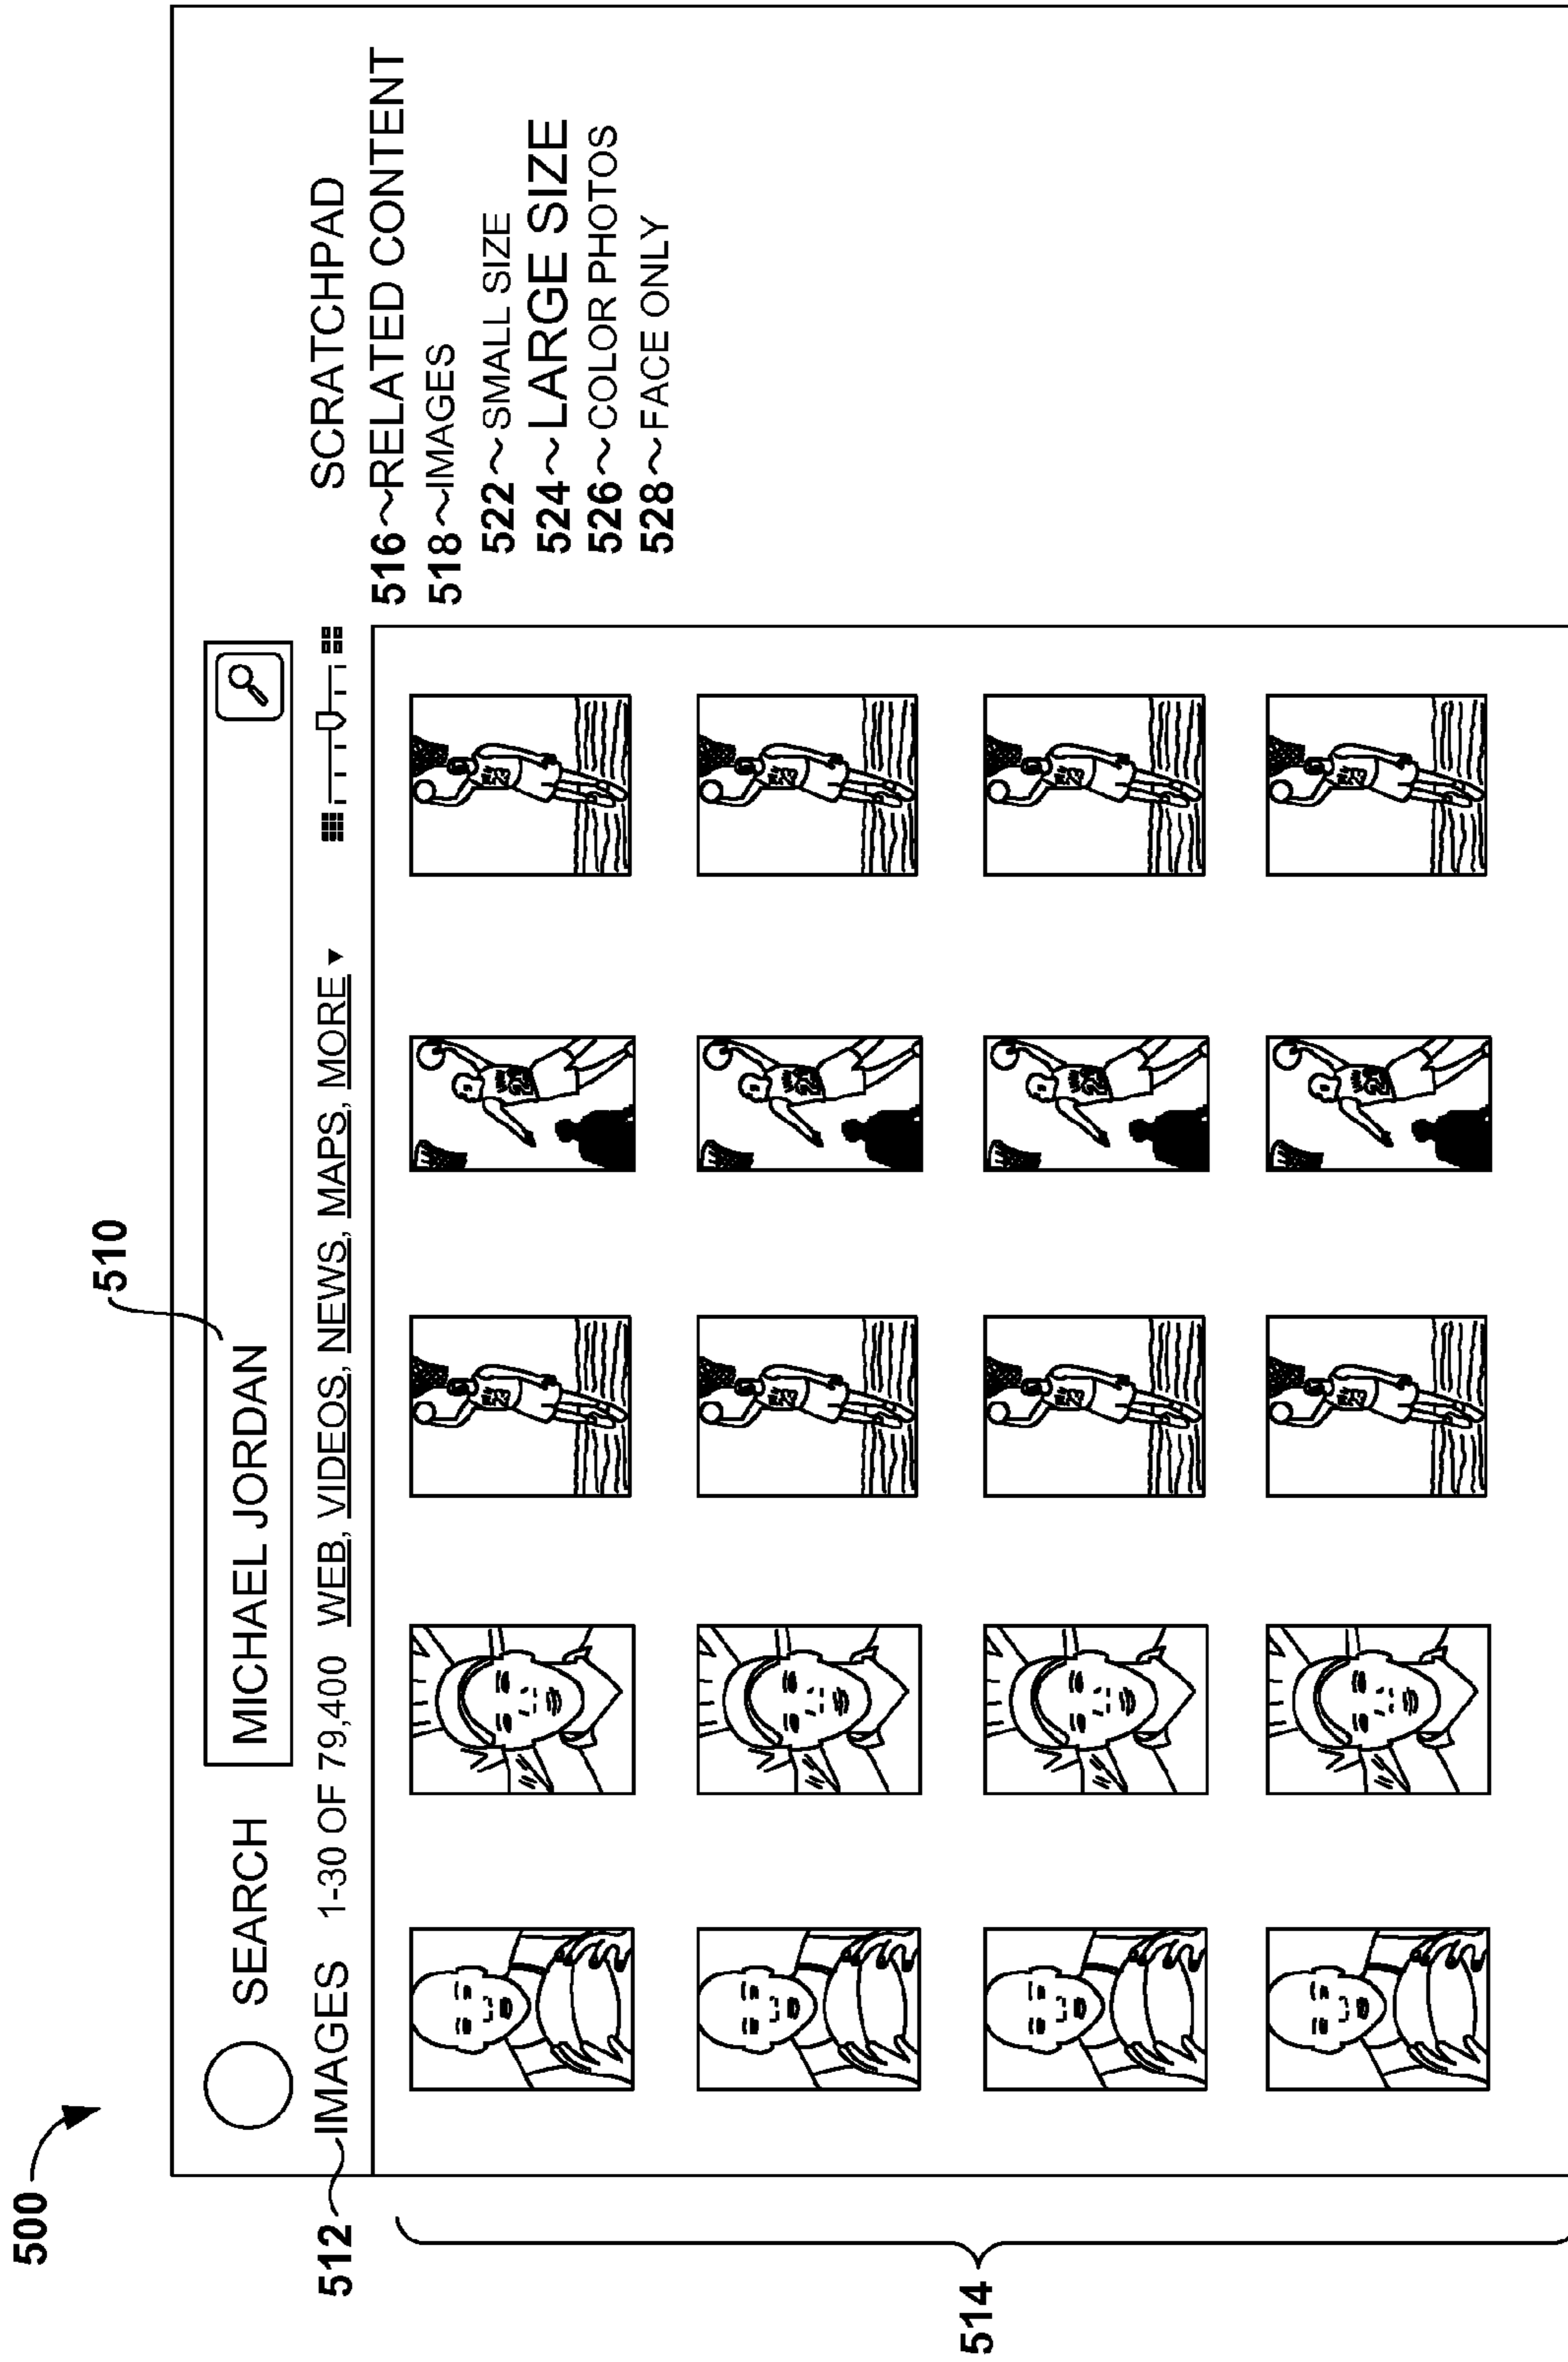 500
510
SEARCH MICHAEL JORDAN
512~IMAGES 1-30 OF 79,400 WEB, VIDEOS, NEWS, MAPS, MORE ▼
SCRATCHPAD
516~RELATED CONTENT
518~IMAGES
522~SMALL SIZE
524~LARGE SIZE
526~COLOR PHOTOS
528~FACE ONLY
514